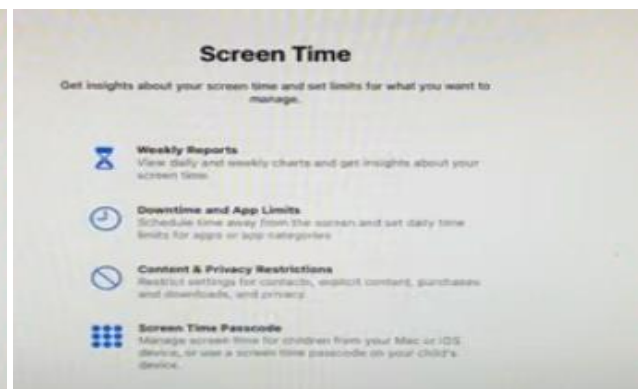 Screen Time
Get insights about your screen time and set limits for what you want to
manage.
Weekly Reports
View daily and weekly charts and get insights about your
screen time.
Downtime and App Limits
Schedule time away from the screen and set daily time
limits for apps or app categories
Content & Privacy Restrictions
Restrict settings for contacts, explicit content, purchases
and downloads, and privacy.
Screen Time Passcode
Manage screen time for children from your Mac or iOS
device, or use a screen time passcode on your child's
device.